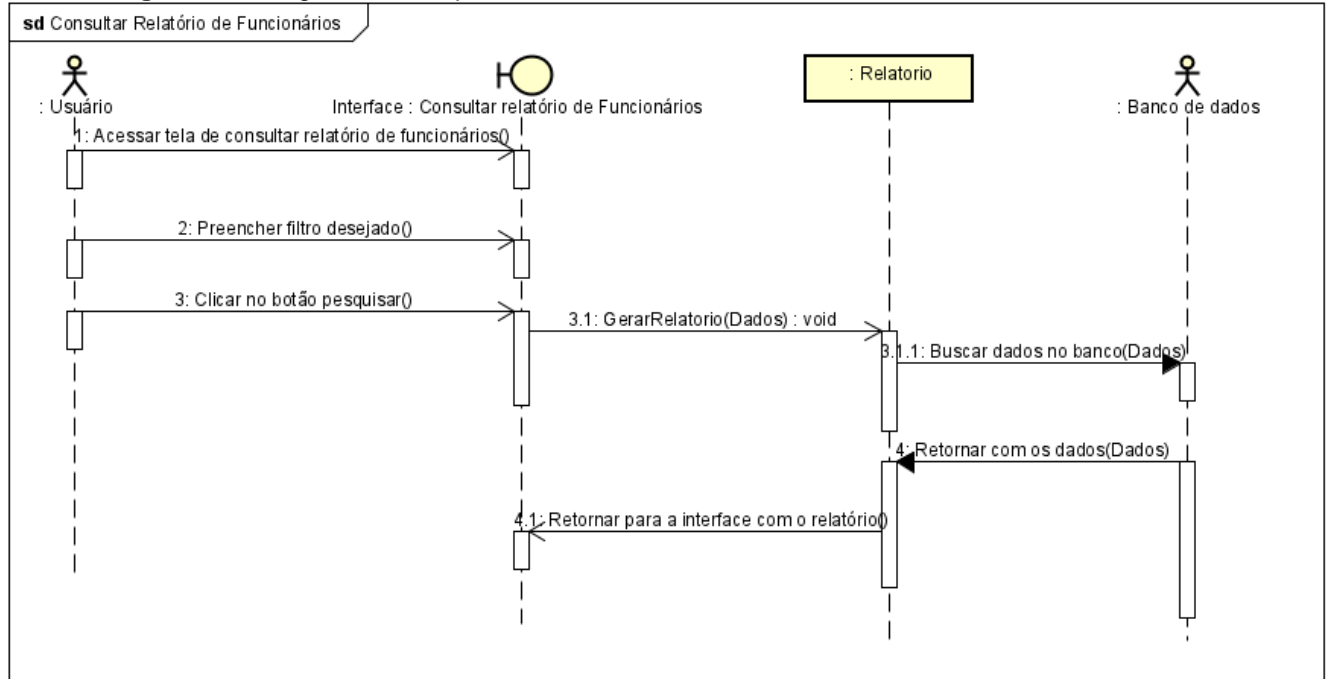 sd Consultar Relatório de Funcionários
: Usuário
Interface : Consultar relatório de Funcionários
: Relatorio
: Banco de dados
1: Acessar tela de consultar relatório de funcionários()
2: Preencher filtro desejado()
3: Clicar no botão pesquisar()
3.1: GerarRelatorio(Dados) : void
3.1.1: Buscar dados no banco(Dados)
4: Retornar com os dados(Dados)
4.1: Retornar para a interface com o relatório()